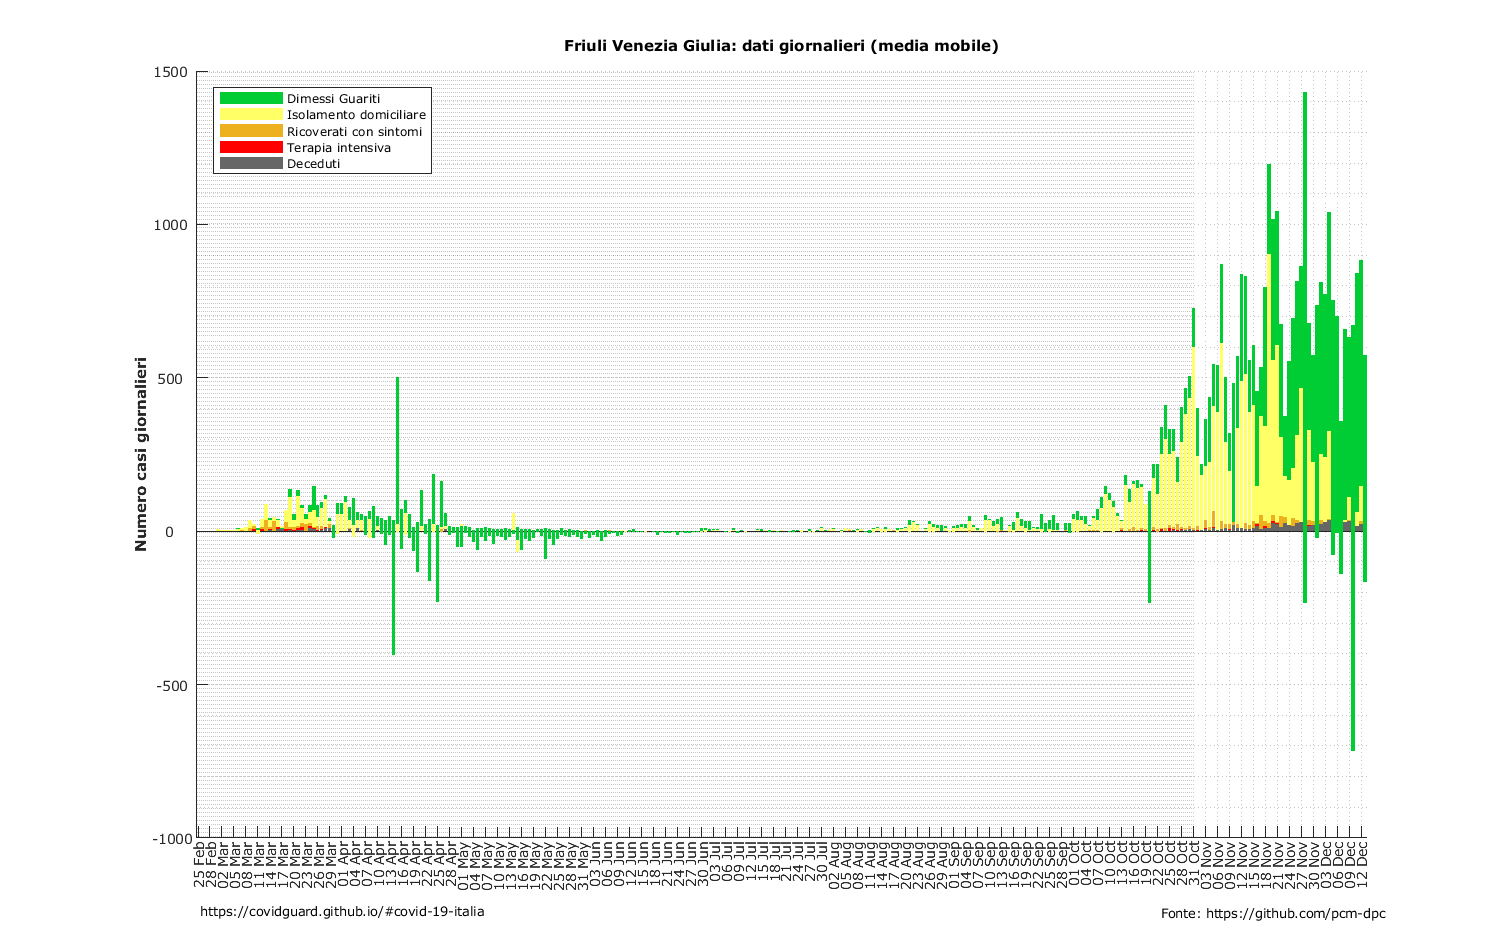 Friuli Venezia Giulia: dati giornalieri (media mobile)
1500
1000
500
0
-500
-1000
Numero casi giornalieri
Dimessi Guariti
Isolamento domiciliare
Ricoverati con sintomi
Terapia intensiva
Deceduti
25 Feb
28 Feb
02 Mar
05 Mar
08 Mar
11 Mar
14 Mar
17 Mar
20 Mar
23 Mar
26 Mar
29 Mar
01 Apr
04 Apr
07 Apr
10 Apr
13 Apr
16 Apr
19 Apr
22 Apr
25 Apr
28 Apr
01 May
04 May
07 May
10 May
13 May
16 May
19 May
22 May
25 May
28 May
31 May
03 Jun
06 Jun
09 Jun
12 Jun
15 Jun
18 Jun
21 Jun
24 Jun
27 Jun
30 Jun
03 Jul
06 Jul
09 Jul
12 Jul
15 Jul
18 Jul
21 Jul
24 Jul
27 Jul
30 Jul
02 Aug
05 Aug
08 Aug
11 Aug
14 Aug
17 Aug
20 Aug
23 Aug
26 Aug
29 Aug
01 Sep
04 Sep
07 Sep
10 Sep
13 Sep
16 Sep
19 Sep
22 Sep
25 Sep
28 Sep
01 Oct
04 Oct
07 Oct
10 Oct
13 Oct
16 Oct
19 Oct
22 Oct
25 Oct
28 Oct
31 Oct
03 Nov
06 Nov
09 Nov
12 Nov
15 Nov
18 Nov
21 Nov
24 Nov
27 Nov
30 Nov
03 Dec
06 Dec
09 Dec
12 Dec
https://covidguard.github.io/#covid-19-italia
Fonte: https://github.com/pcm-dpc